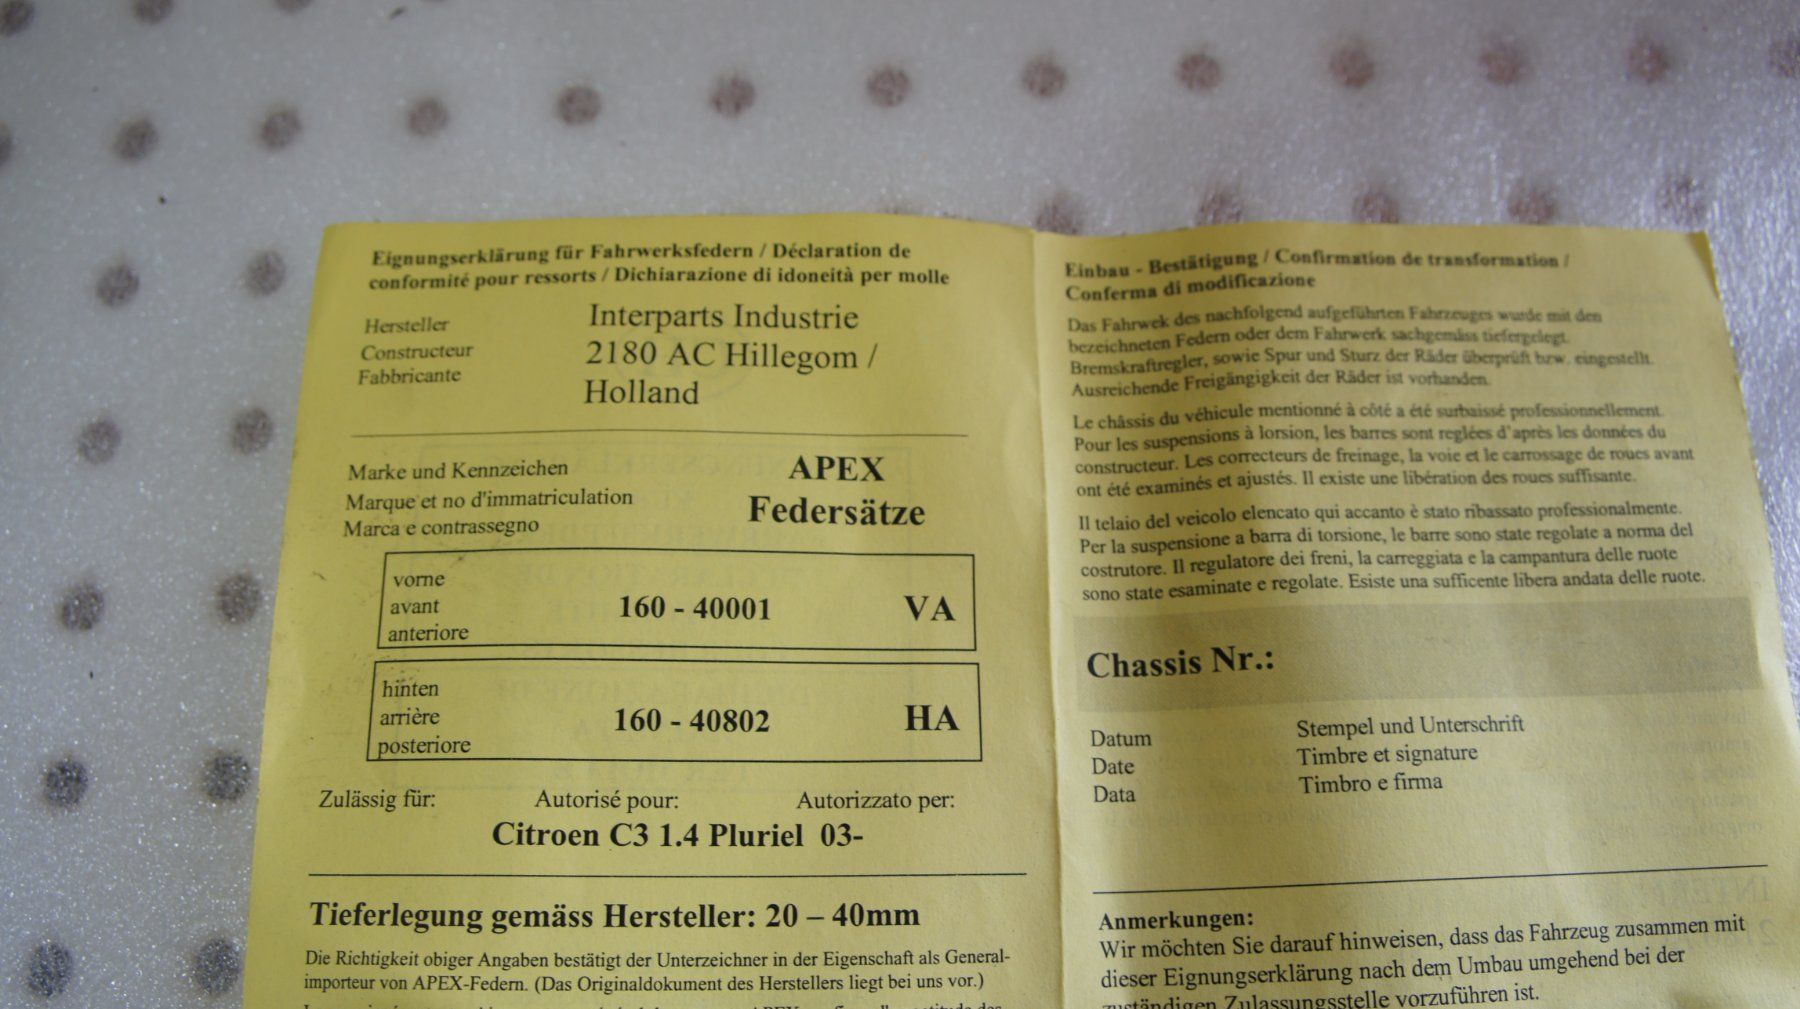 Eignungserklärung für Fahrwerksfedern / Déclaration de
conformité pour ressorts / Dichiarazione di idoneità per molle
Hersteller
Constructeur
Fabbricante
Interparts Industrie
2180 AC Hillegom /
Holland
Marke und Kennzeichen
Marque et no d'immatriculation
Marca e contrassegno
APEX
Federsätze
vorne
avant
anteriore
160 - 40001
VA
hinten
arrière
posteriore
160 - 40802
HA
Zulässig für: Autorisé pour: Autorizzato per:
Citroen C3 1.4 Pluriel 03-
Tieferlegung gemäss Hersteller: 20 – 40mm
Die Richtigkeit obiger Angaben bestätigt der Unterzeichner in der Eigenschaft als General-
importeur von APEX-Federn. (Das Originaldokument des Herstellers liegt bei uns vor.)
Einbau - Bestätigung / Confirmation de transformation /
Conferma di modificazione
Das Fahrwek des nachfolgend aufgeführten Fahrzeuges wurde mit den
bezeichneten Federn oder dem Fahrwerk sachgemäss tiefergelegt.
Bremskraftregler, sowie Spur und Sturz der Räder überprüft bzw. eingestellt.
Ausreichende Freigängigkeit der Räder ist vorhanden.
Le châssis du véhicule mentionné à côté a été surbaissé professionnellement.
Pour les suspensions à lorsion, les barres sont reglées d'après les données du
constructeur. Les correcteurs de freinage, la voie et le carrossage de roues avant
ont été examinés et ajustés. Il existe une libération des roues suffisante.
Il telaio del veicolo elencato qui accanto è stato ribassato professionalmente.
Per la suspensione a barra di torsione, le barre sono state regolate a norma del
costrutore. Il regulatore dei freni, la carreggiata e la campantura delle ruote
sono state esaminate e regolate. Esiste una sufficente libera andata delle ruote.
Chassis Nr.:
Datum
Date
Data
Stempel und Unterschrift
Timbre et signature
Timbro e firma
Anmerkungen:
Wir möchten Sie darauf hinweisen, dass das Fahrzeug zusammen mit
dieser Eignungserklärung nach dem Umbau umgehend bei der
zuständigen Zulassungsstelle vorzuführen ist.